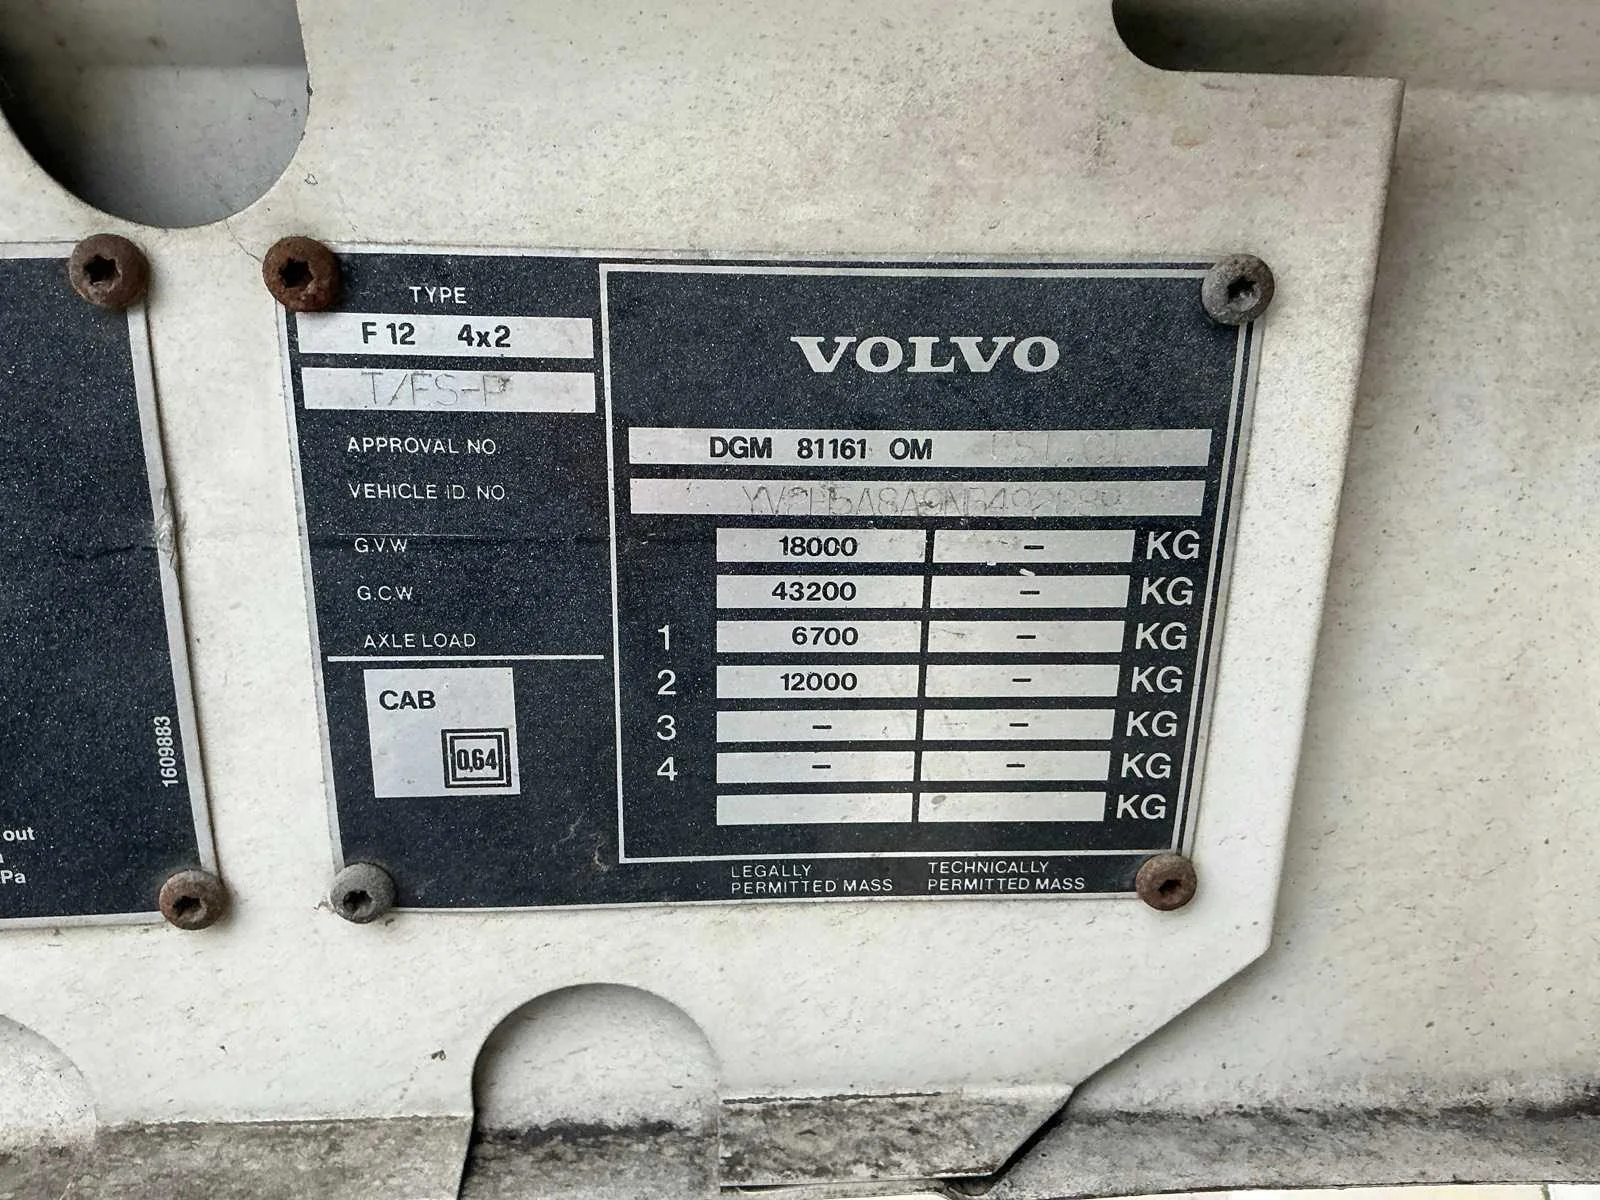 TYPE
F 12 4x2
T/FS-P
VOLVO
APPROVAL NO.
DGM 81161 OM
VEHICLE ID. NO.
G.V.W 18000 - KG
G.C.W 43200 - KG
AXLE LOAD 1 6700 - KG
2 12000 - KG
3 - - KG
4 - - KG
KG
CAB
0,64
LEGALLY TECHNICALLY
PERMITTED MASS PERMITTED MASS
1609883
out
Pa